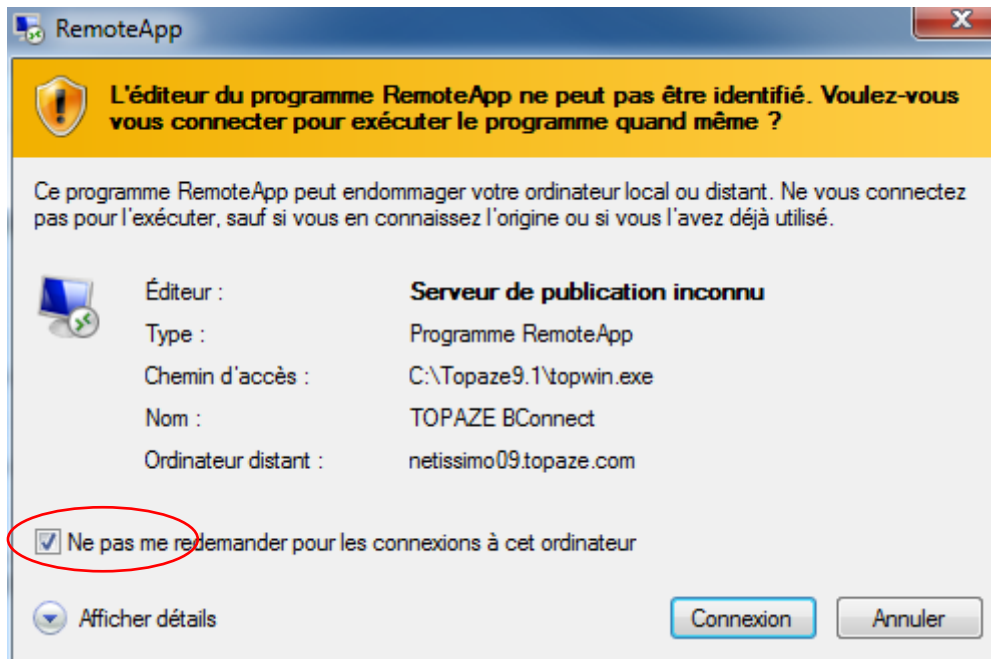 RemoteApp
L'éditeur du programme RemoteApp ne peut pas être identifié. Voulez-vous
vous connecter pour exécuter le programme quand même ?
Ce programme RemoteApp peut endommager votre ordinateur local ou distant. Ne vous connectez
pas pour l'exécuter, sauf si vous en connaissez l'origine ou si vous l'avez déjà utilisé.
Éditeur : Serveur de publication inconnu
Type : Programme RemoteApp
Chemin d'accès : C:\Topaze9.1\topwin.exe
Nom : TOPAZE BConnect
Ordinateur distant : netissimo09.topaze.com
Ne pas me redemander pour les connexions à cet ordinateur
Afficher détails Connexion Annuler